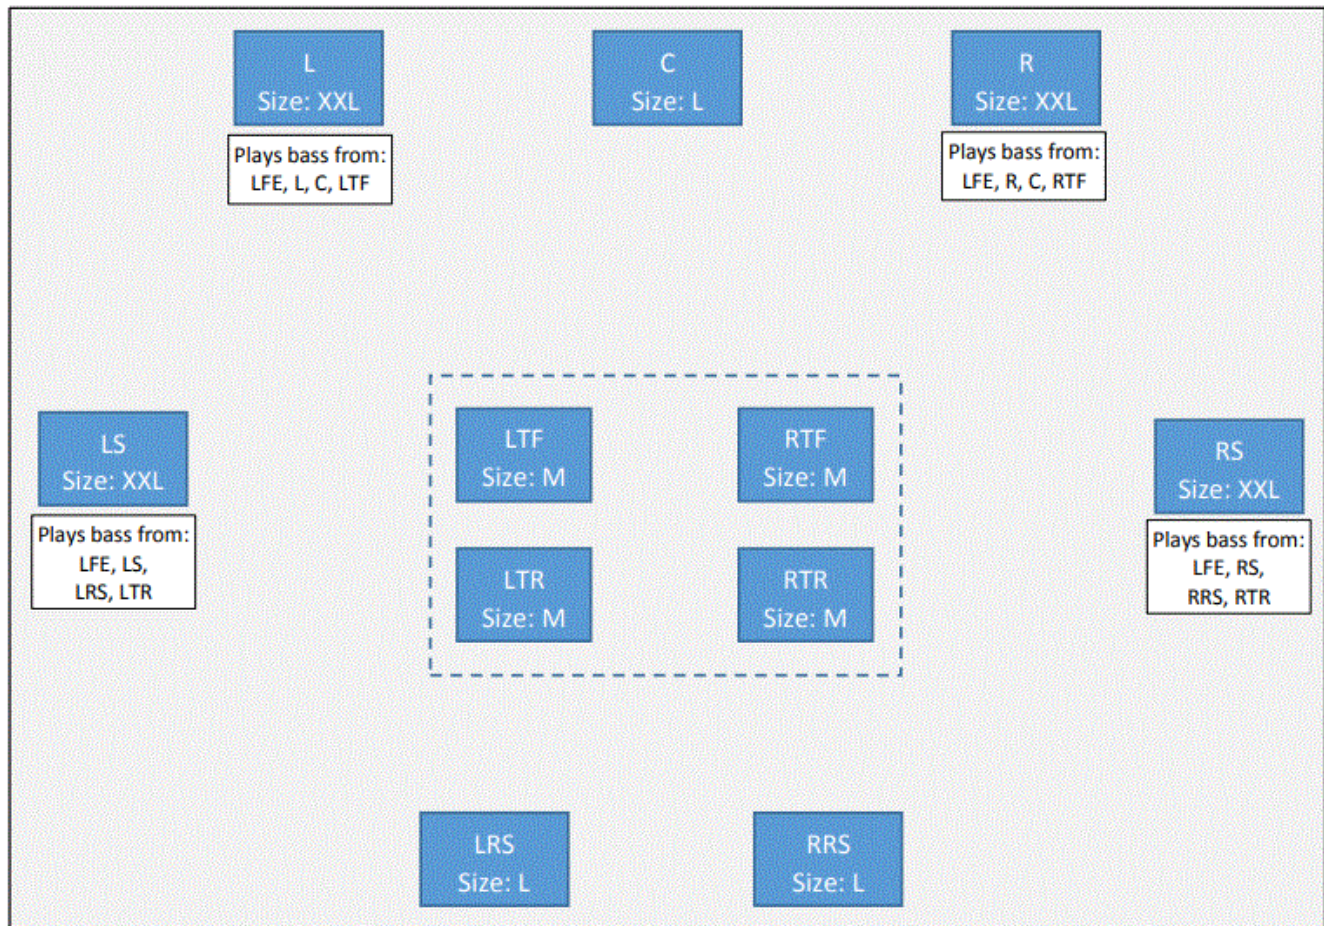 L
Size: XXL
Plays bass from:
LFE, L, C, LTF
C
Size: L
R
Size: XXL
Plays bass from:
LFE, R, C, RTF
LS
Size: XXL
Plays bass from:
LFE, LS,
LRS, LTR
LTF
Size: M
RTF
Size: M
LTR
Size: M
RTR
Size: M
RS
Size: XXL
Plays bass from:
LFE, RS,
RRS, RTR
LRS
Size: L
RRS
Size: L